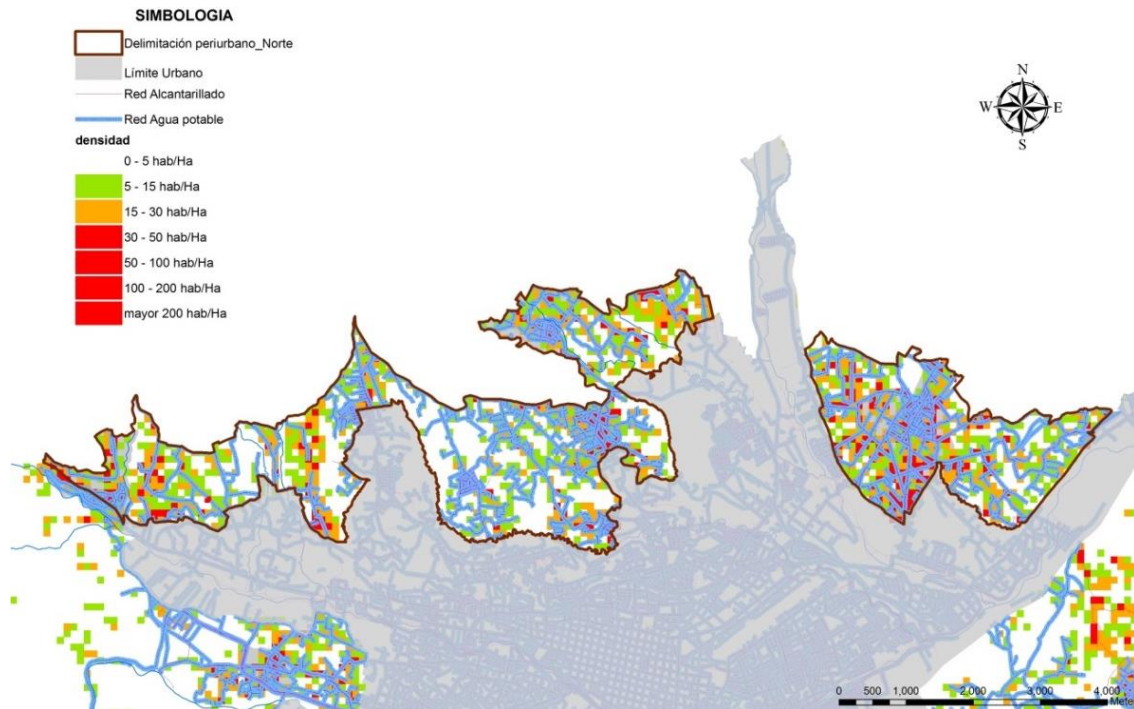 SIMBOLOGIA
Delimitación periurbano_Norte
Límite Urbano
Red Alcantarillado
Red Agua potable
densidad
0 - 5 hab/Ha
5 - 15 hab/Ha
15 - 30 hab/Ha
30 - 50 hab/Ha
50 - 100 hab/Ha
100 - 200 hab/Ha
mayor 200 hab/Ha
N
W E
S
0 500 1,000 2,000 3,000 4,000
Mete